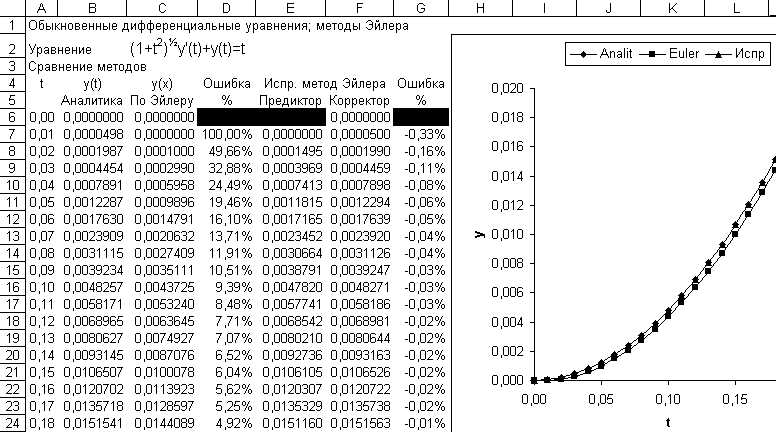 A B C D E F G H I J K L
1 Обыкновенные дифференциальные уравнения; методы Эйлера
2 Уравнение (1+t²)^½y'(t)+y(t)=t
3 Сравнение методов
4 t y(t) y(x) Ошибка Испр. метод Эйлера Ошибка
5 Аналитика По Эйлеру % Предиктор Корректор %
6 0,00 0,0000000 0,0000000 0,0000000
7 0,01 0,0000498 0,0000000 100,00% 0,0000000 0,0000500 -0,33%
8 0,02 0,0001987 0,0001000 49,66% 0,0001495 0,0001990 -0,16%
9 0,03 0,0004454 0,0002990 32,88% 0,0003969 0,0004459 -0,11%
10 0,04 0,0007891 0,0005958 24,49% 0,0007413 0,0007898 -0,08%
11 0,05 0,0012287 0,0009896 19,46% 0,0011815 0,0012294 -0,06%
12 0,06 0,0017630 0,0014791 16,10% 0,0017165 0,0017639 -0,05%
13 0,07 0,0023909 0,0020632 13,71% 0,0023452 0,0023920 -0,04%
14 0,08 0,0031115 0,0027409 11,91% 0,0030664 0,0031126 -0,04%
15 0,09 0,0039234 0,0035111 10,51% 0,0038791 0,0039247 -0,03%
16 0,10 0,0048257 0,0043725 9,39% 0,0047820 0,0048271 -0,03%
17 0,11 0,0058171 0,0053240 8,48% 0,0057741 0,0058186 -0,03%
18 0,12 0,0068965 0,0063645 7,71% 0,0068542 0,0068981 -0,02%
19 0,13 0,0080627 0,0074927 7,07% 0,0080210 0,0080644 -0,02%
20 0,14 0,0093145 0,0087076 6,52% 0,0092736 0,0093163 -0,02%
21 0,15 0,0106507 0,0100078 6,04% 0,0106105 0,0106526 -0,02%
22 0,16 0,0120702 0,0113923 5,62% 0,0120307 0,0120722 -0,02%
23 0,17 0,0135718 0,0128597 5,25% 0,0135329 0,0135738 -0,02%
24 0,18 0,0151541 0,0144089 4,92% 0,0151160 0,0151563 -0,01%
Analit Euler Испр
0,020
0,018
0,016
0,014
0,012
0,010
0,008
0,006
0,004
0,002
0,000
y
0,00 0,05 0,10 0,15
t